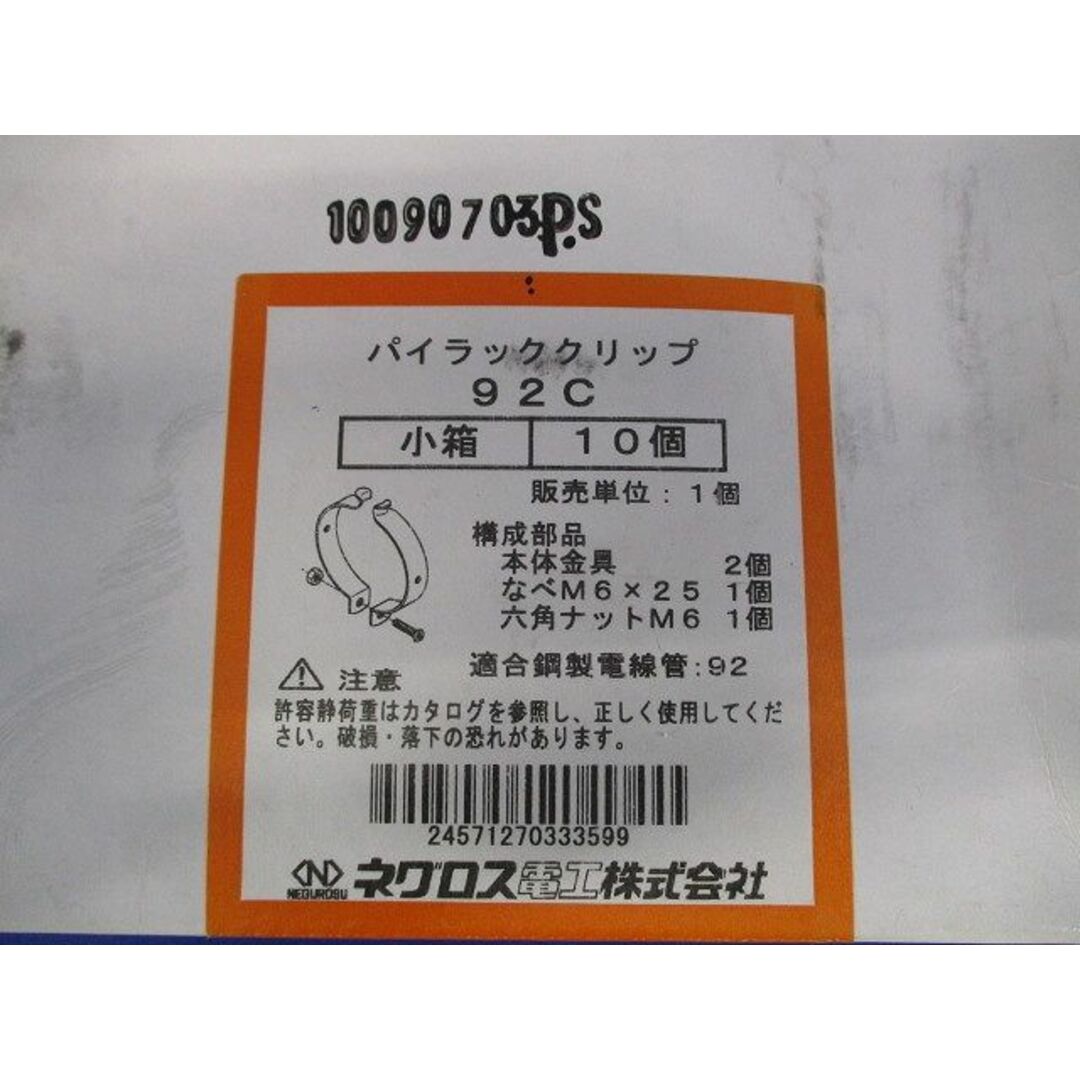 10090703P.S
パイラッククリップ
92C
小箱 10個
販売単位：1個
構成部品
本体金具 2個
なべM6×25 1個
六角ナットM6 1個
適合鋼製電線管:92
注意
許容静荷重はカタログを参照し、正しく使用してくだ
さい。破損・落下の恐れがあります。
24571270333599
NEGUROSU ネグロス電工株式会社